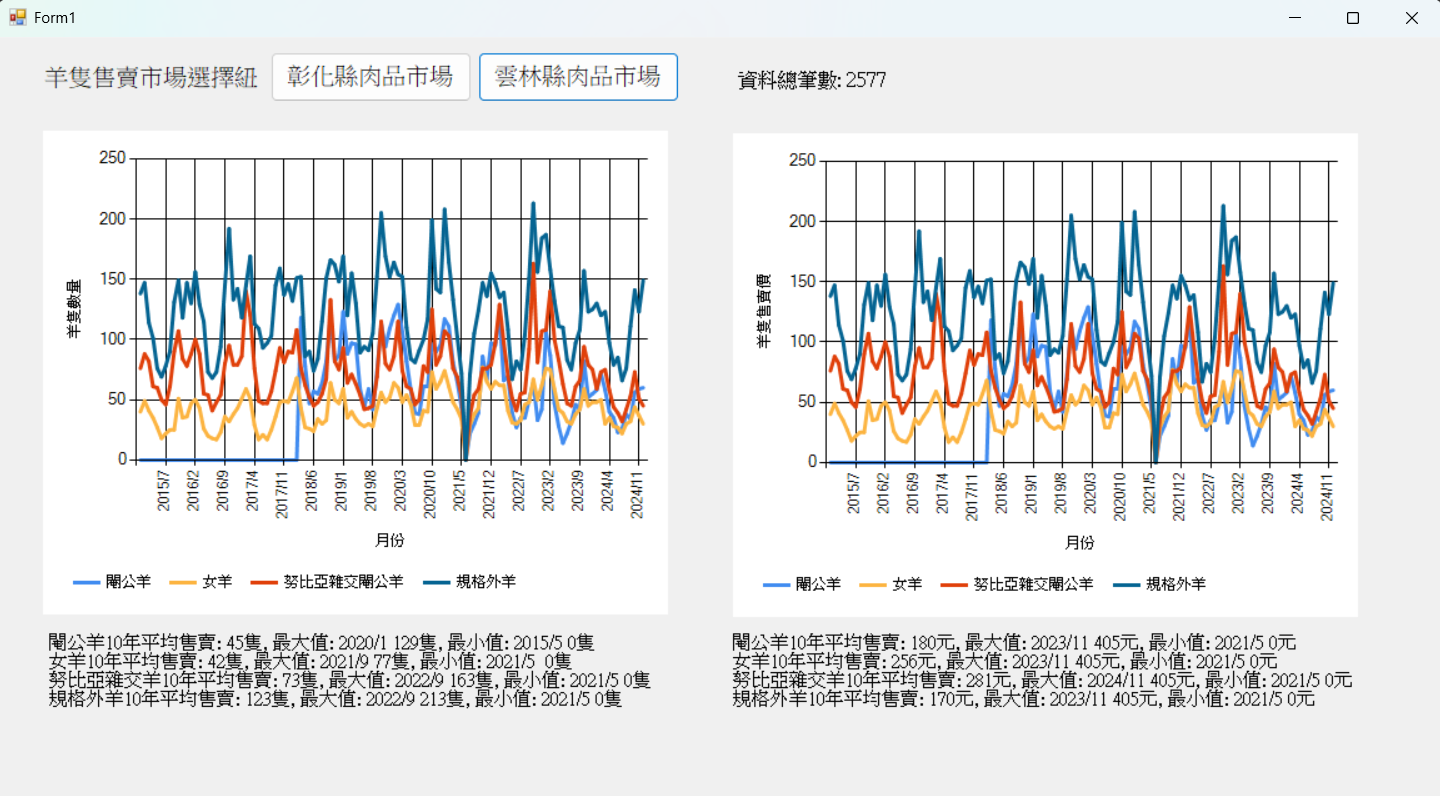 Form1
羊隻售賣市場選擇紐 彰化縣肉品市場 雲林縣肉品市場 資料總筆數: 2577
250
200
150
100
50
0
羊隻數量
2015/7 2016/2 2016/9 2017/4 2017/11 2018/6 2019/1 2019/8 2020/3 2020/10 2021/5 2021/12 2022/7 2023/2 2023/9 2024/4 2024/11
月份
閹公羊 女羊 努比亞雜交閹公羊 規格外羊
250
200
150
100
50
0
羊隻售賣價
2015/7 2016/2 2016/9 2017/4 2017/11 2018/6 2019/1 2019/8 2020/3 2020/10 2021/5 2021/12 2022/7 2023/2 2023/9 2024/4 2024/11
月份
閹公羊 女羊 努比亞雜交閹公羊 規格外羊
閹公羊10年平均售賣: 45隻, 最大值: 2020/1 129隻, 最小值: 2015/5 0隻
女羊10年平均售賣: 42隻, 最大值: 2021/9 77隻, 最小值: 2021/5 0隻
努比亞雜交羊10年平均售賣: 73隻, 最大值: 2022/9 163隻, 最小值: 2021/5 0隻
規格外羊10年平均售賣: 123隻, 最大值: 2022/9 213隻, 最小值: 2021/5 0隻
閹公羊10年平均售賣: 180元, 最大值: 2023/11 405元, 最小值: 2021/5 0元
女羊10年平均售賣: 256元, 最大值: 2023/11 405元, 最小值: 2021/5 0元
努比亞雜交羊10年平均售賣: 281元, 最大值: 2024/11 405元, 最小值: 2021/5 0元
規格外羊10年平均售賣: 170元, 最大值: 2023/11 405元, 最小值: 2021/5 0元